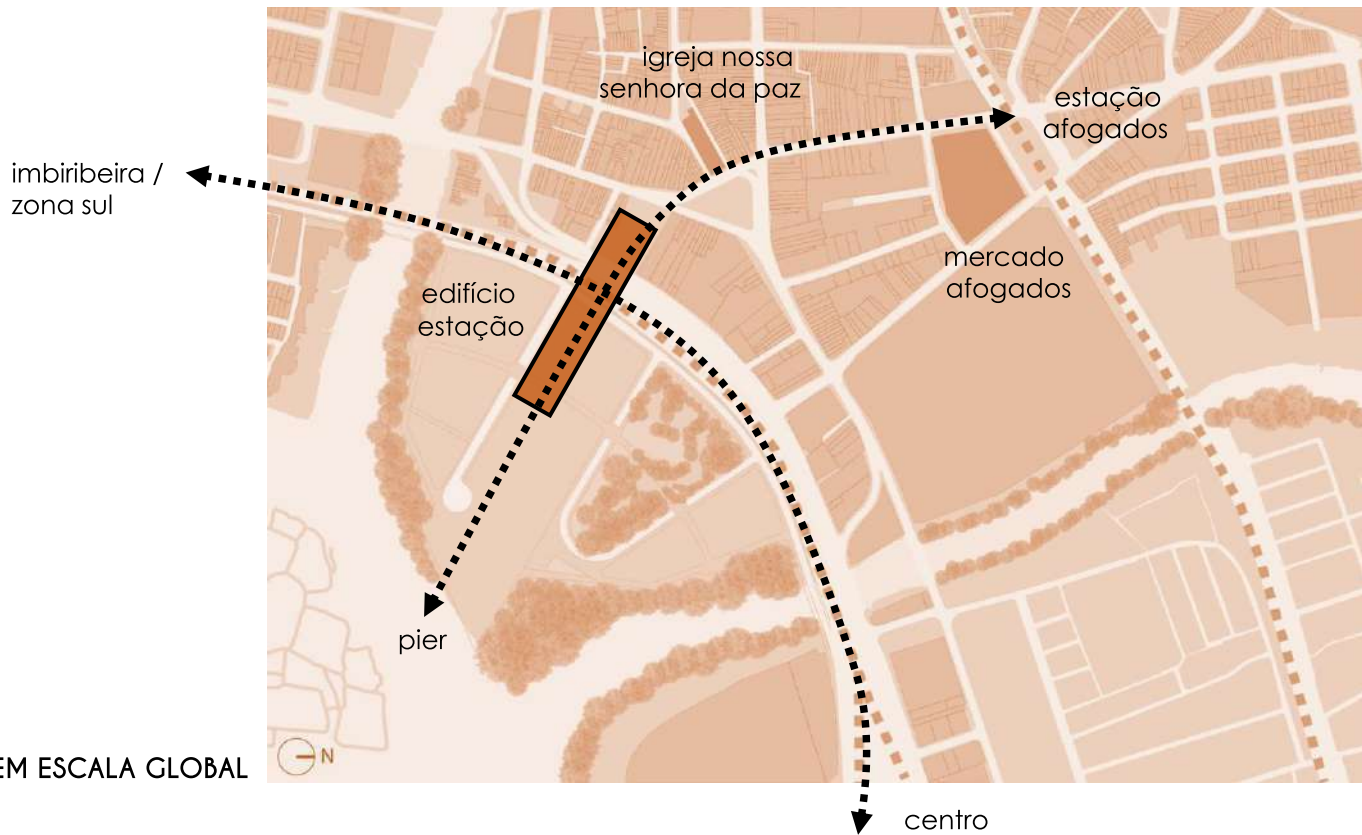 igreja nossa
senhora da paz
estação
afogados
imbiribeira /
zona sul
mercado
afogados
edifício
estação
pier
N
EM ESCALA GLOBAL
centro